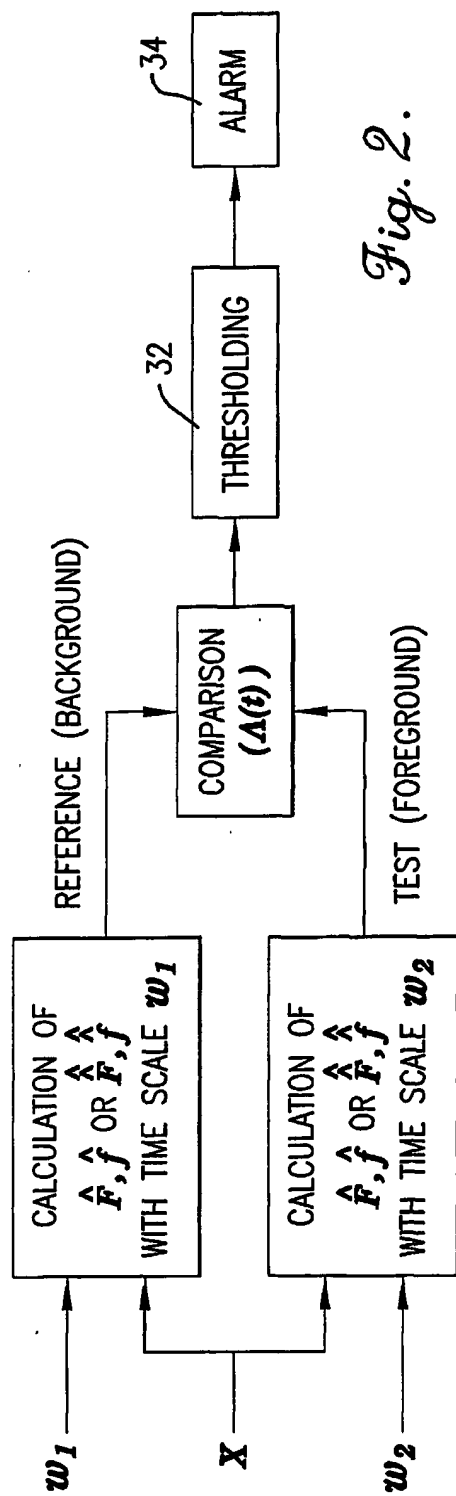 w₁
X
w₂
CALCULATION OF
F̂, f̂ OR F̂̂, f̂̂
WITH TIME SCALE w₁
CALCULATION OF
F̂, f̂ OR F̂̂, f̂̂
WITH TIME SCALE w₂
REFERENCE (BACKGROUND)
TEST (FOREGROUND)
COMPARISON
(Λ(t))
32
THRESHOLDING
34
ALARM
Fig. 2.